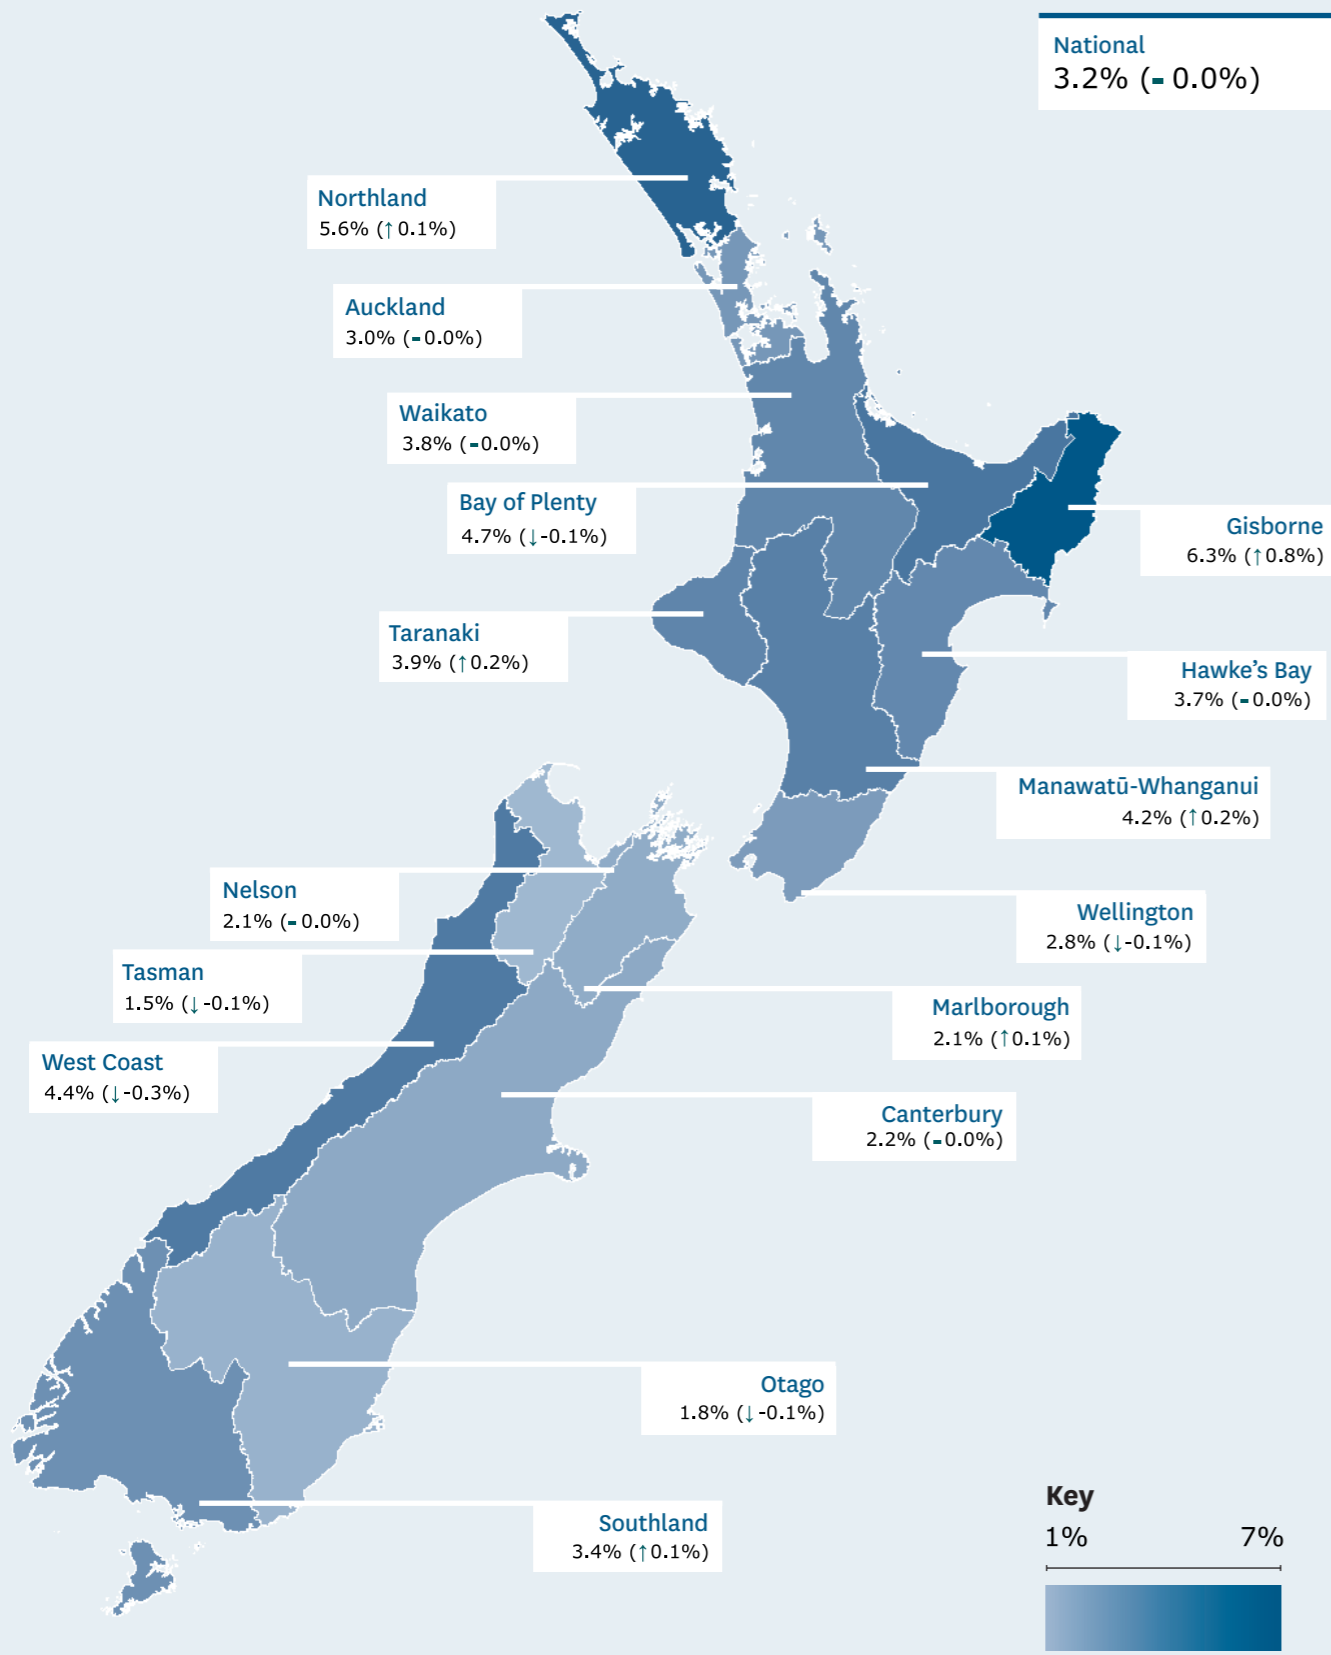 National
3.2% (- 0.0%)
Northland
5.6% (↑0.1%)
Auckland
3.0% (-0.0%)
Waikato
3.8% (-0.0%)
Bay of Plenty
4.7% (↓-0.1%)
Gisborne
6.3% (↑0.8%)
Taranaki
3.9% (↑0.2%)
Hawke’s Bay
3.7% (-0.0%)
Manawatū-Whanganui
4.2% (↑0.2%)
Nelson
2.1% (- 0.0%)
Wellington
2.8% (↓-0.1%)
Tasman
1.5% (↓-0.1%)
Marlborough
2.1% (↑0.1%)
West Coast
4.4% (↓-0.3%)
Canterbury
2.2% (-0.0%)
Otago
1.8% (↓-0.1%)
Southland
3.4% (↑0.1%)
Key
1% 7%